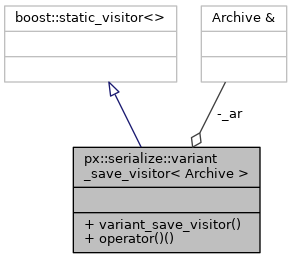 boost::static_visitor<>
Archive &
-_ar
px::serialize::variant
_save_visitor< Archive >
+ variant_save_visitor()
+ operator()()